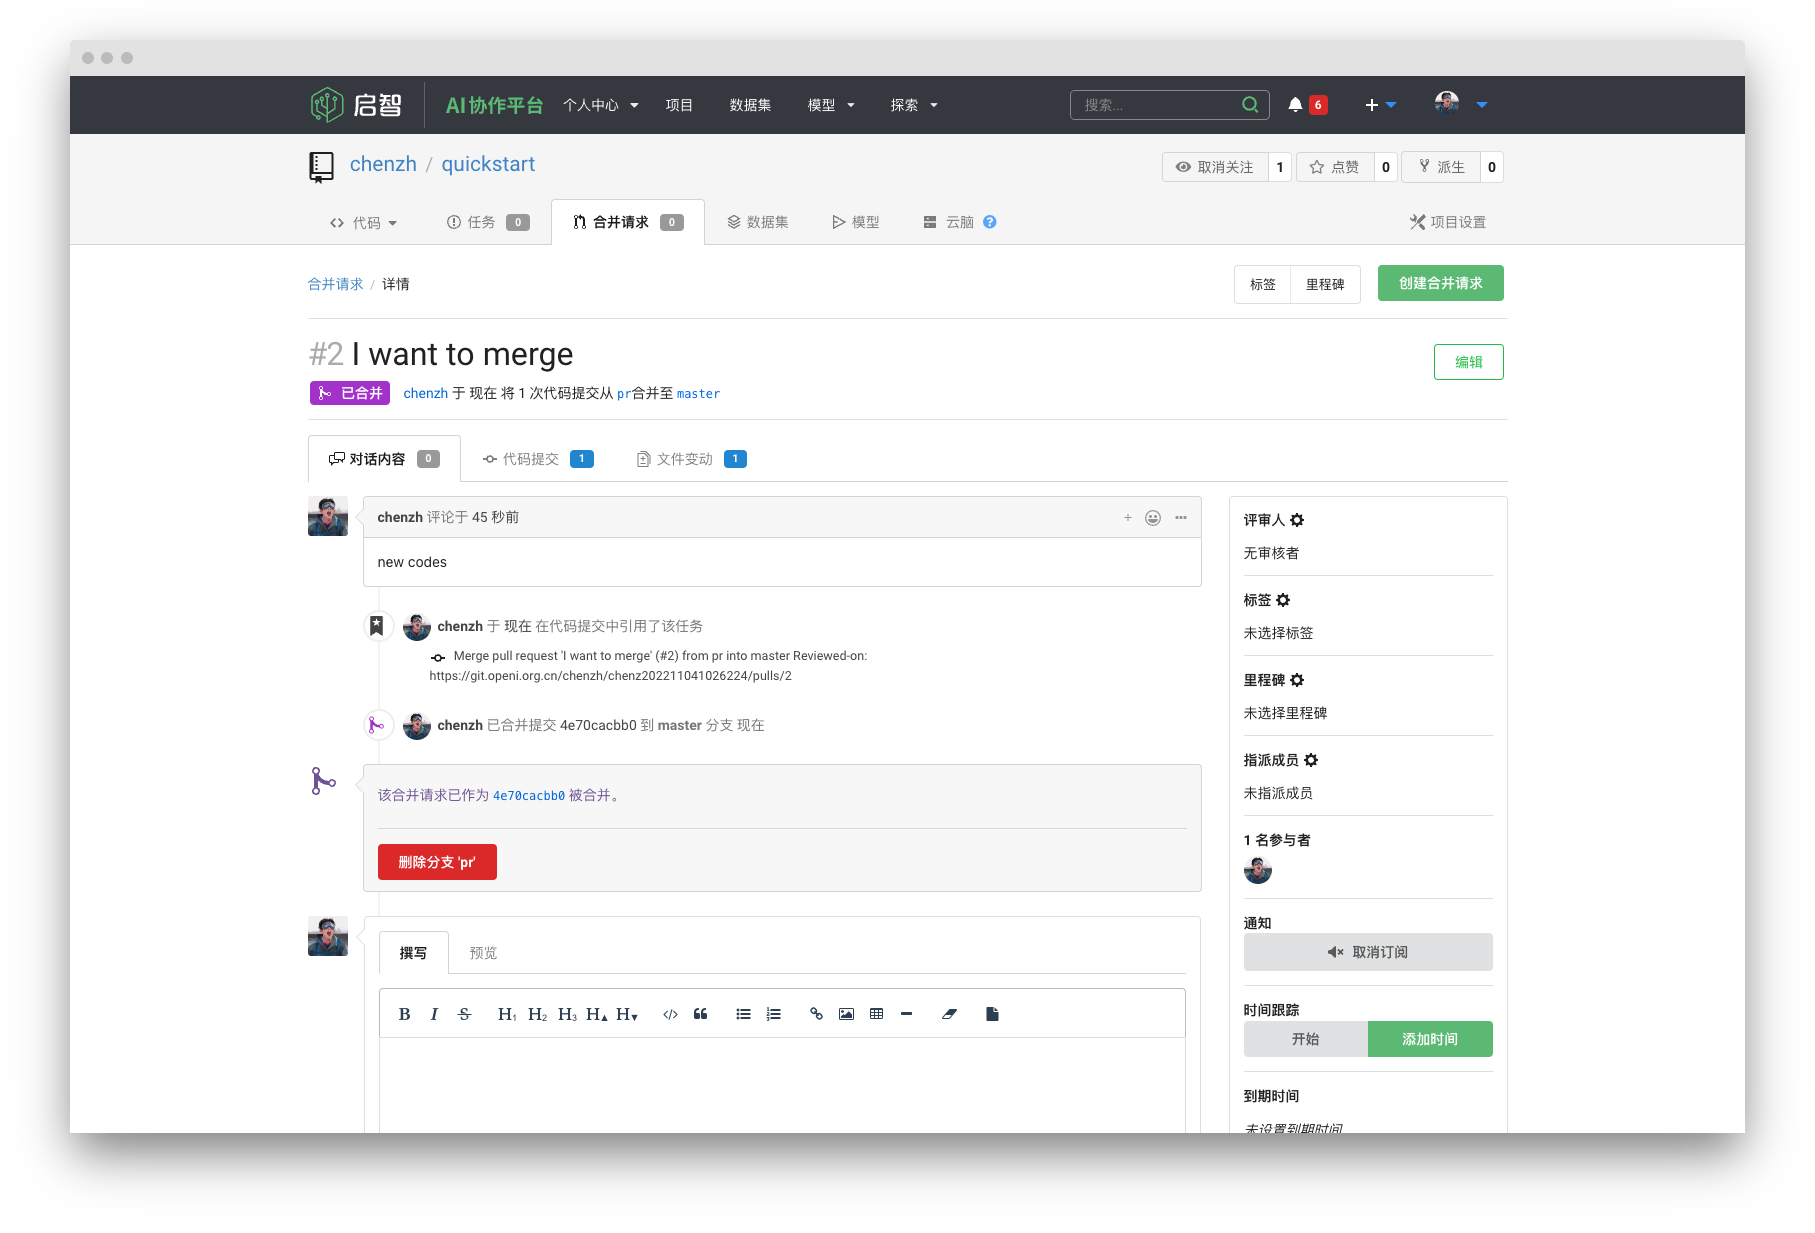 启智 AI协作平台 个人中心 项目 数据集 模型 探索 搜索... 6
chenzh / quickstart 取消关注 1 点赞 0 派生 0
代码 任务 0 合并请求 0 数据集 模型 云脑 ? 项目设置
合并请求 / 详情 标签 里程碑 创建合并请求
#2 I want to merge 编辑
已合并 chenzh 于 现在 将 1 次代码提交从 pr合并至 master
对话内容 0 代码提交 1 文件变动 1
chenzh 评论于 45 秒前
new codes
chenzh 于 现在 在代码提交中引用了该任务
Merge pull request 'I want to merge' (#2) from pr into master Reviewed-on:
https://git.openi.org.cn/chenzh/chenz202211041026224/pulls/2
chenzh 已合并提交 4e70cacbb0 到 master 分支 现在
该合并请求已作为 4e70cacbb0 被合并。
删除分支 'pr'
撰写 预览
B I S H1 H2 H3 H▲ H▼
评审人
无审核者
标签
未选择标签
里程碑
未选择里程碑
指派成员
未指派成员
1 名参与者
通知
取消订阅
时间跟踪
开始 添加时间
到期时间
未设置到期时间